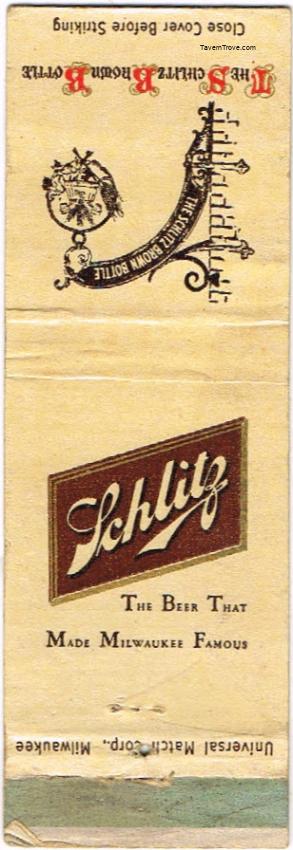 TavernTrove.com
Close Cover Before Striking
THE SCHLITZ BROWN BOTTLE
THE SCHLITZ BROWN BOTTLE
Schlitz
THE BEER THAT
MADE MILWAUKEE FAMOUS
Universal Match Corp., Milwaukee